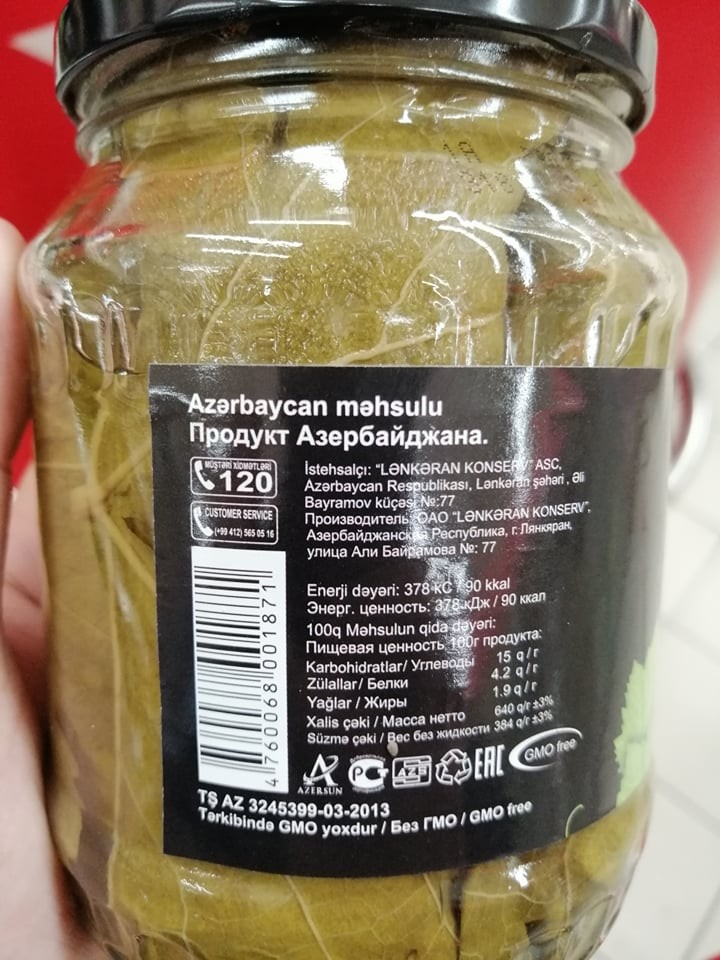 Azərbaycan məhsulu
Продукт Азербайджана.
MÜŞTƏRİ XİDMƏTLƏRİ
120
CUSTOMER SERVICE
(+99 412) 565 05 16
İstehsalçı: "LƏNKƏRAN KONSERV" ASC,
Azərbaycan Respublikası, Lənkəran şəhəri, Əli
Bayramov küçəsi №:77
Производитель: ОАО "LƏNKƏRAN KONSERV",
Азербайджанская Республика, г. Лянкяран,
улица Али Байрамова №: 77
Enerji dəyəri: 378 kC / 90 kkal
Энерг. ценность: 378 кДж / 90 ккал
100q Məhsulun qida dəyəri:
Пищевая ценность 100г продукта:
Karbohidratlar/ Углеводы 15 q/г
Zülallar/ Белки 4.2 q/г
Yağlar / Жиры 1.9 q/г
Xalis çəki / Масса нетто 640 q/г ±3%
Süzmə çəki / Вес без жидкости 384 q/г ±3%
4 760068 001871
AZERSUN
EAC
GMO free
TŞ AZ 3245399-03-2013
Tərkibində GMO yoxdur / Без ГМО / GMO free